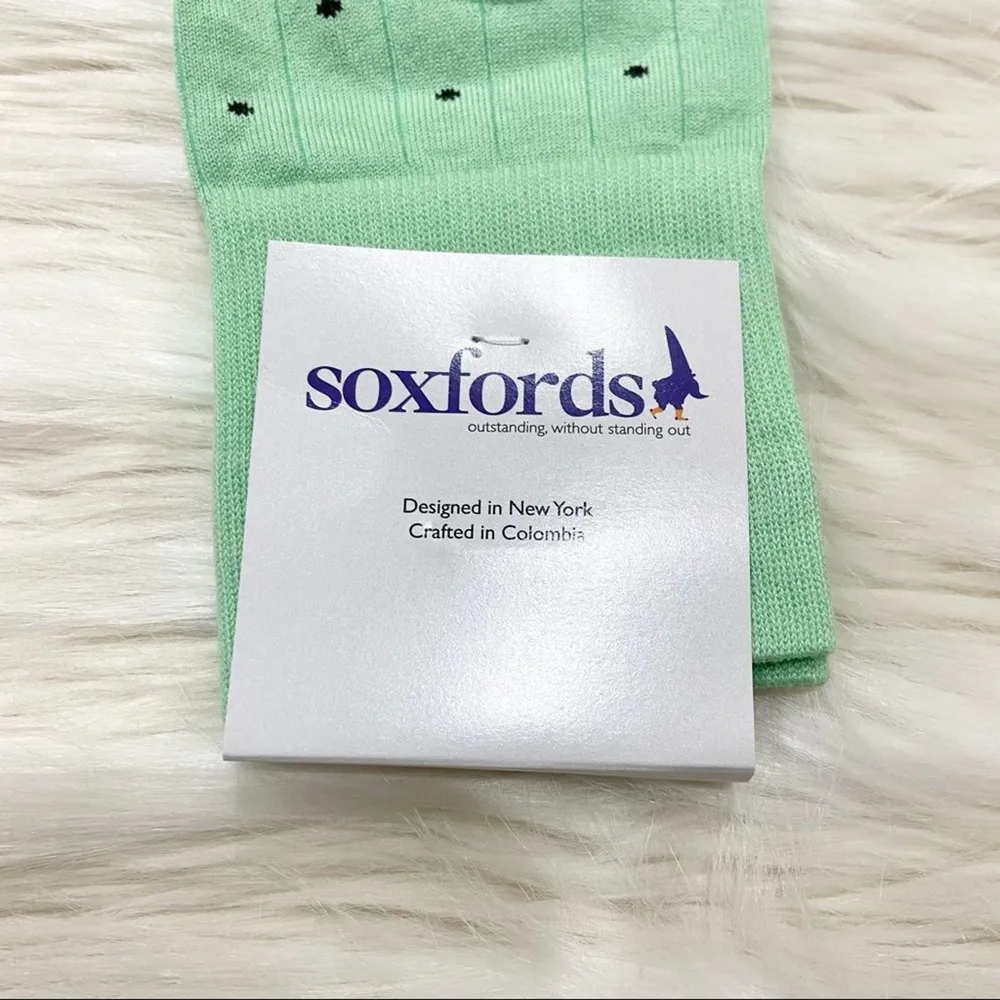 soxfords
outstanding, without standing out
Designed in New York
Crafted in Colombia